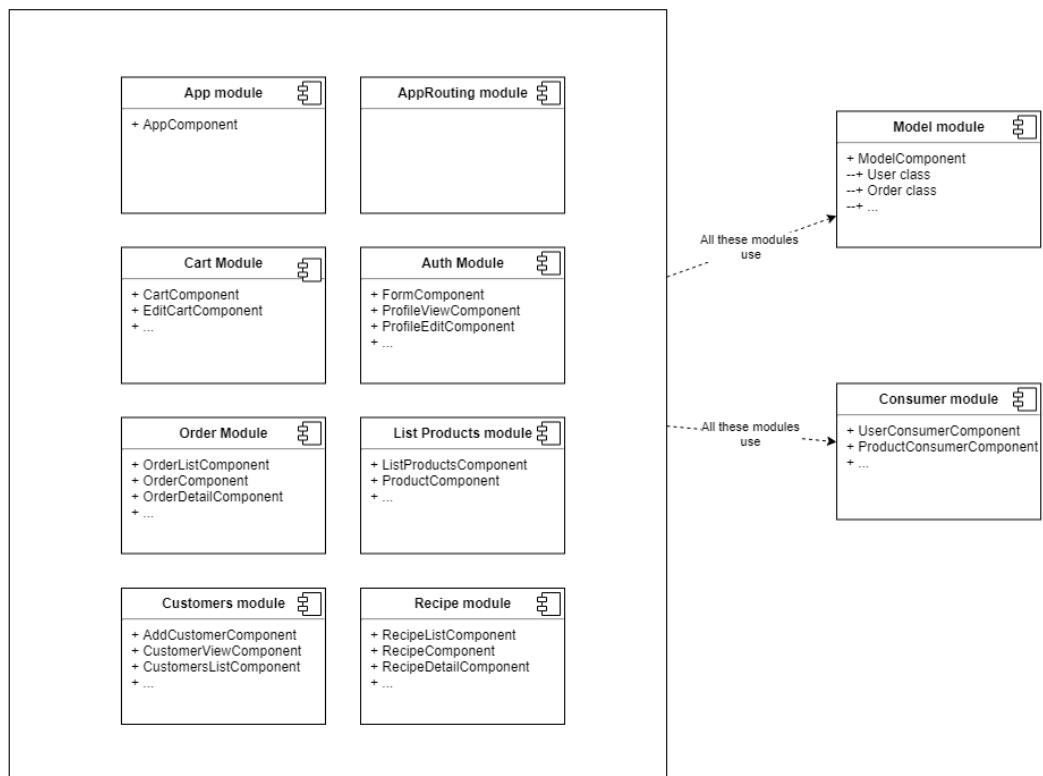 App module
+ AppComponent
AppRouting module
Model module
+ ModelComponent
--+ User class
--+ Order class
--+ ...
All these modules
use
Cart Module
+ CartComponent
+ EditCartComponent
+ ...
Auth Module
+ FormComponent
+ ProfileViewComponent
+ ProfileEditComponent
+ ...
Consumer module
+ UserConsumerComponent
+ ProductConsumerComponent
+ ...
All these modules
use
Order Module
+ OrderListComponent
+ OrderComponent
+ OrderDetailComponent
+ ...
List Products module
+ ListProductsComponent
+ ProductComponent
+ ...
Customers module
+ AddCustomerComponent
+ CustomerViewComponent
+ CustomersListComponent
+ ...
Recipe module
+ RecipeListComponent
+ RecipeComponent
+ RecipeDetailComponent
+ ...